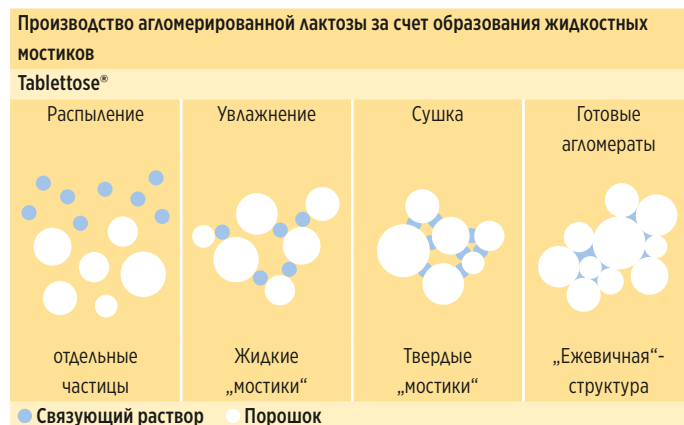 Производство агломерированной лактозы за счет образования жидкостных
мостиков
Tablettose®
Распыление
Увлажнение
Сушка
Готовые
агломераты
отдельные
частицы
Жидкие
„мостики“
Твердые
„мостики“
„Ежевичная“-
структура
Связующий раствор
Порошок